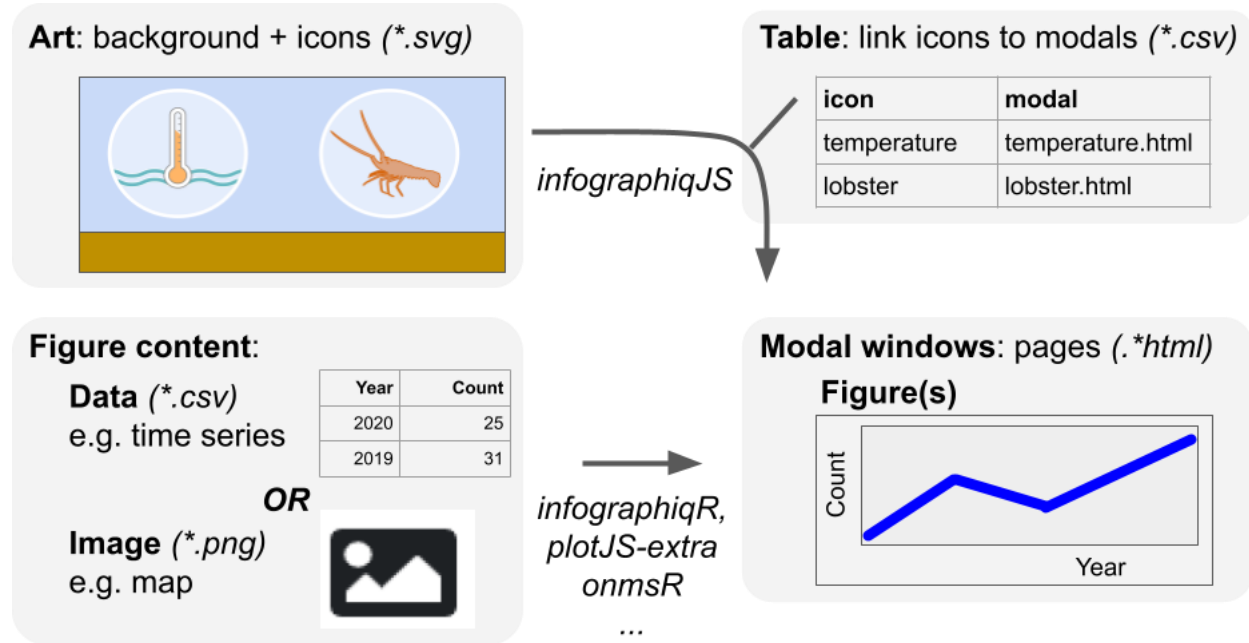 Art: background + icons (*.svg)
infographiqJS
Table: link icons to modals (*.csv)
icon modal
temperature temperature.html
lobster lobster.html
Figure content:
Data (*.csv)
e.g. time series
Year Count
2020 25
2019 31
OR
Image (*.png)
e.g. map
infographiqR,
plotJS-extra
onmsR
...
Modal windows: pages (.*html)
Figure(s)
Count
Year